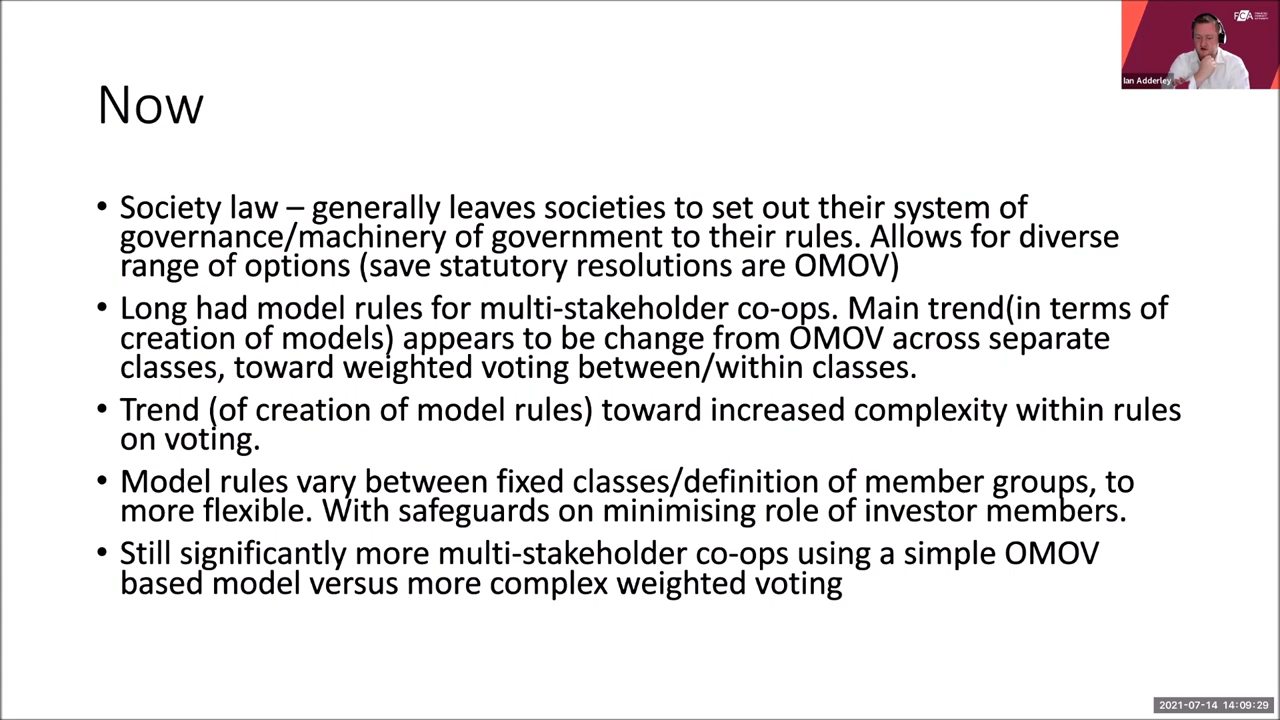 FCA
Ian Adderley
Now
• Society law – generally leaves societies to set out their system of
governance/machinery of government to their rules. Allows for diverse
range of options (save statutory resolutions are OMOV)
• Long had model rules for multi-stakeholder co-ops. Main trend(in terms of
creation of models) appears to be change from OMOV across separate
classes, toward weighted voting between/within classes.
• Trend (of creation of model rules) toward increased complexity within rules
on voting.
• Model rules vary between fixed classes/definition of member groups, to
more flexible. With safeguards on minimising role of investor members.
• Still significantly more multi-stakeholder co-ops using a simple OMOV
based model versus more complex weighted voting
2021-07-14 14:09:29